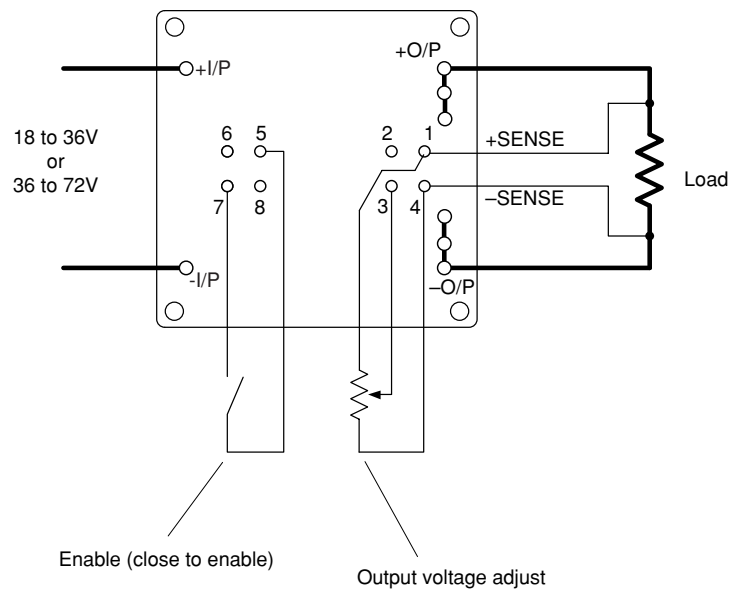 +O/P
+I/P
6 5 2 1
+SENSE
18 to 36V
or
36 to 72V
Load
–SENSE
7 8 3 4
-I/P
–O/P
Enable (close to enable)
Output voltage adjust